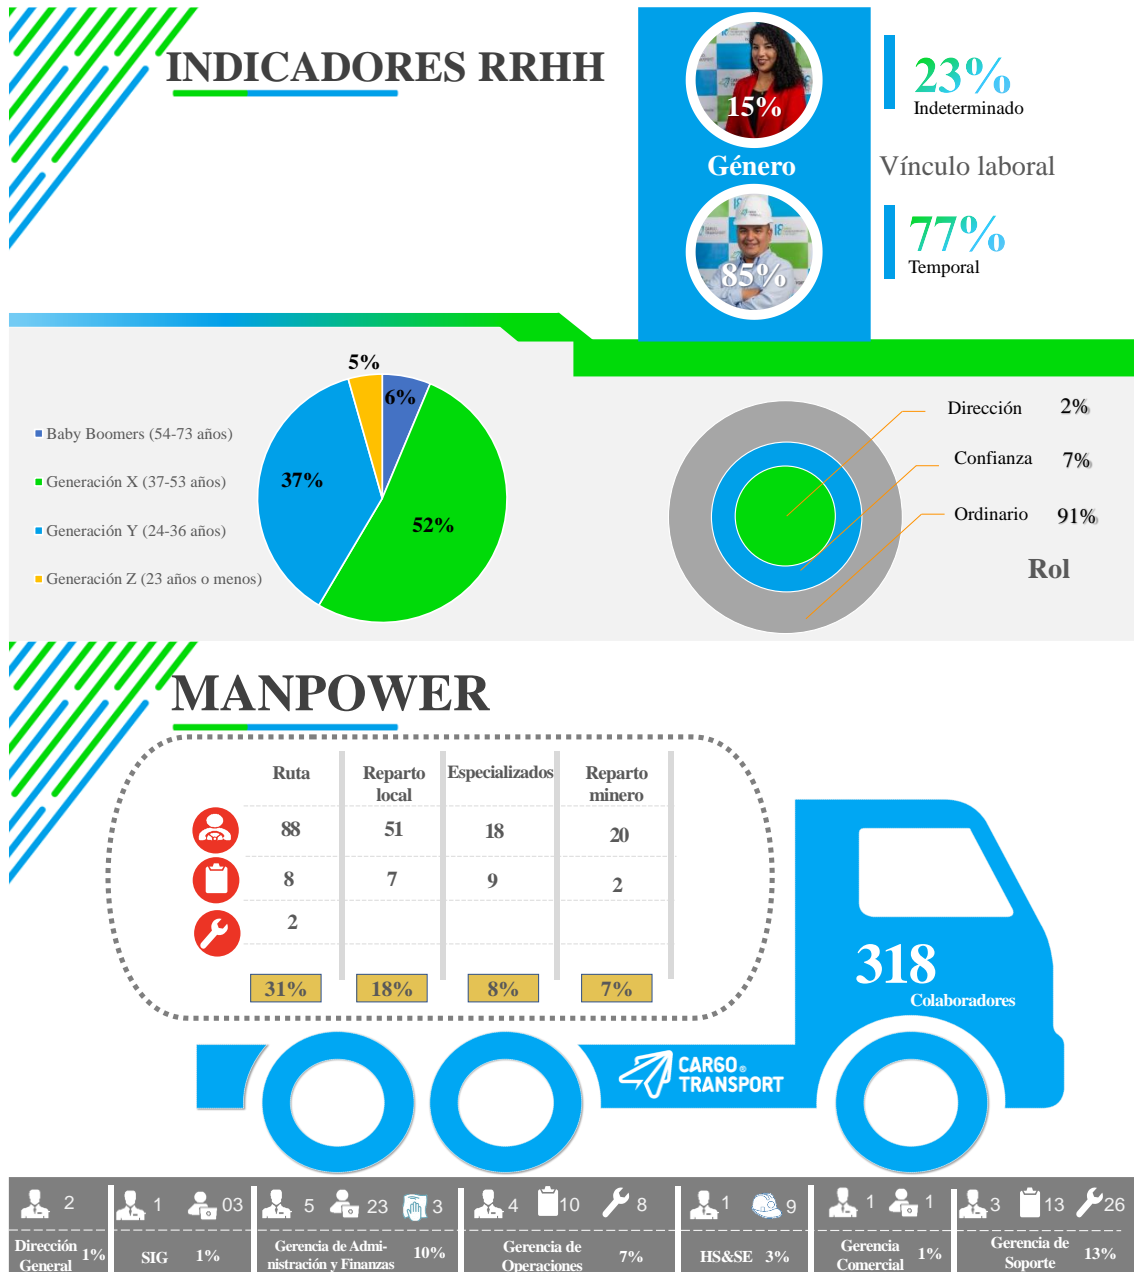 INDICADORES RRHH
15%
Género
85%
23%
Indeterminado
Vínculo laboral
77%
Temporal
Baby Boomers (54-73 años)
Generación X (37-53 años)
Generación Y (24-36 años)
Generación Z (23 años o menos)
5%
6%
37%
52%
Dirección 2%
Confianza 7%
Ordinario 91%
Rol
MANPOWER
Ruta
Reparto
local
Especializados
Reparto
minero
88 51 18 20
8 7 9 2
2
31% 18% 8% 7%
318
Colaboradores
CARGO
TRANSPORT
2
Dirección
General
1%
1 03
SIG 1%
5 23 3
Gerencia de Admi-
nistración y Finanzas
10%
4 10 8
Gerencia de
Operaciones
7%
1 9
HS&SE 3%
1 1
Gerencia
Comercial
1%
3 13 26
Gerencia de
Soporte
13%